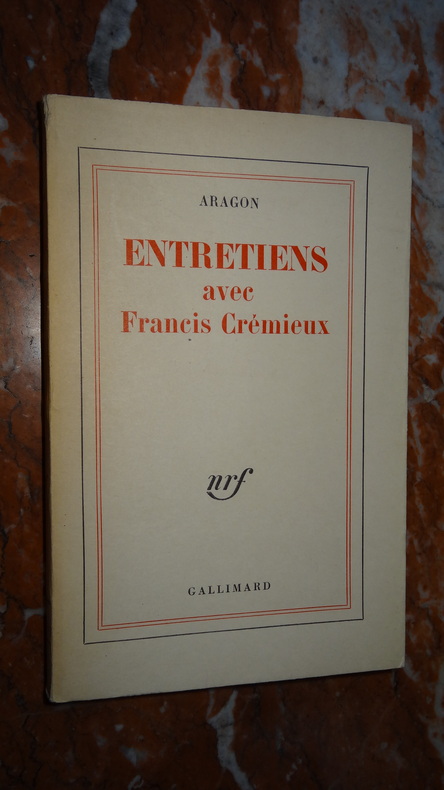 ARAGON
ENTRETIENS
avec
Francis Crémieux
nrf
GALLIMARD